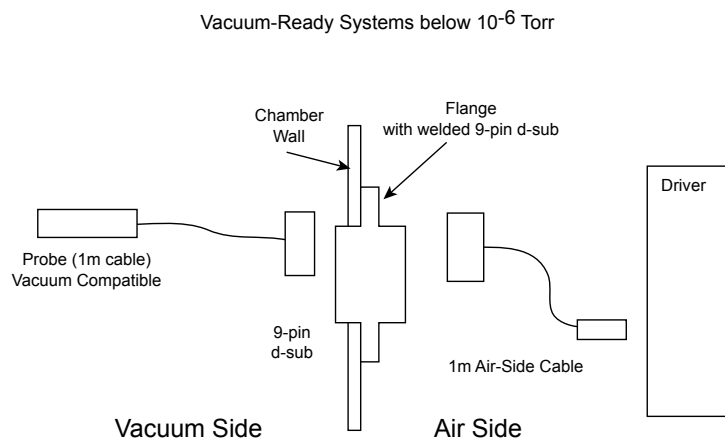 Vacuum-Ready Systems below 10⁻⁶ Torr
Chamber
Wall
Flange
with welded 9-pin d-sub
Driver
Probe (1m cable)
Vacuum Compatible
9-pin
d-sub
1m Air-Side Cable
Vacuum Side
Air Side